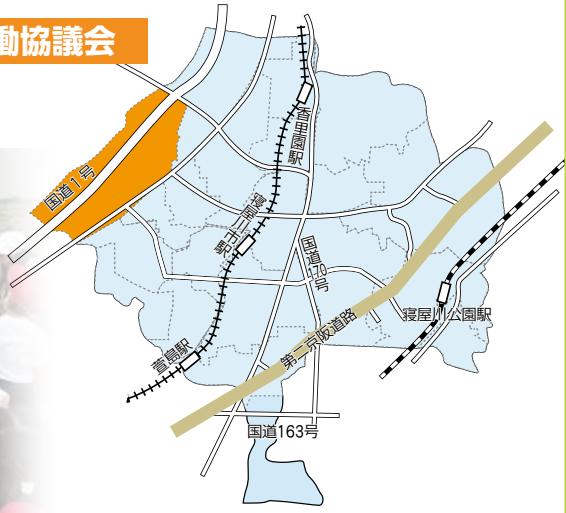 働協議会
国道1号
香里園駅
寝屋川市駅
国道170号
寝屋川公園駅
第二京阪道路
萱島駅
国道163号